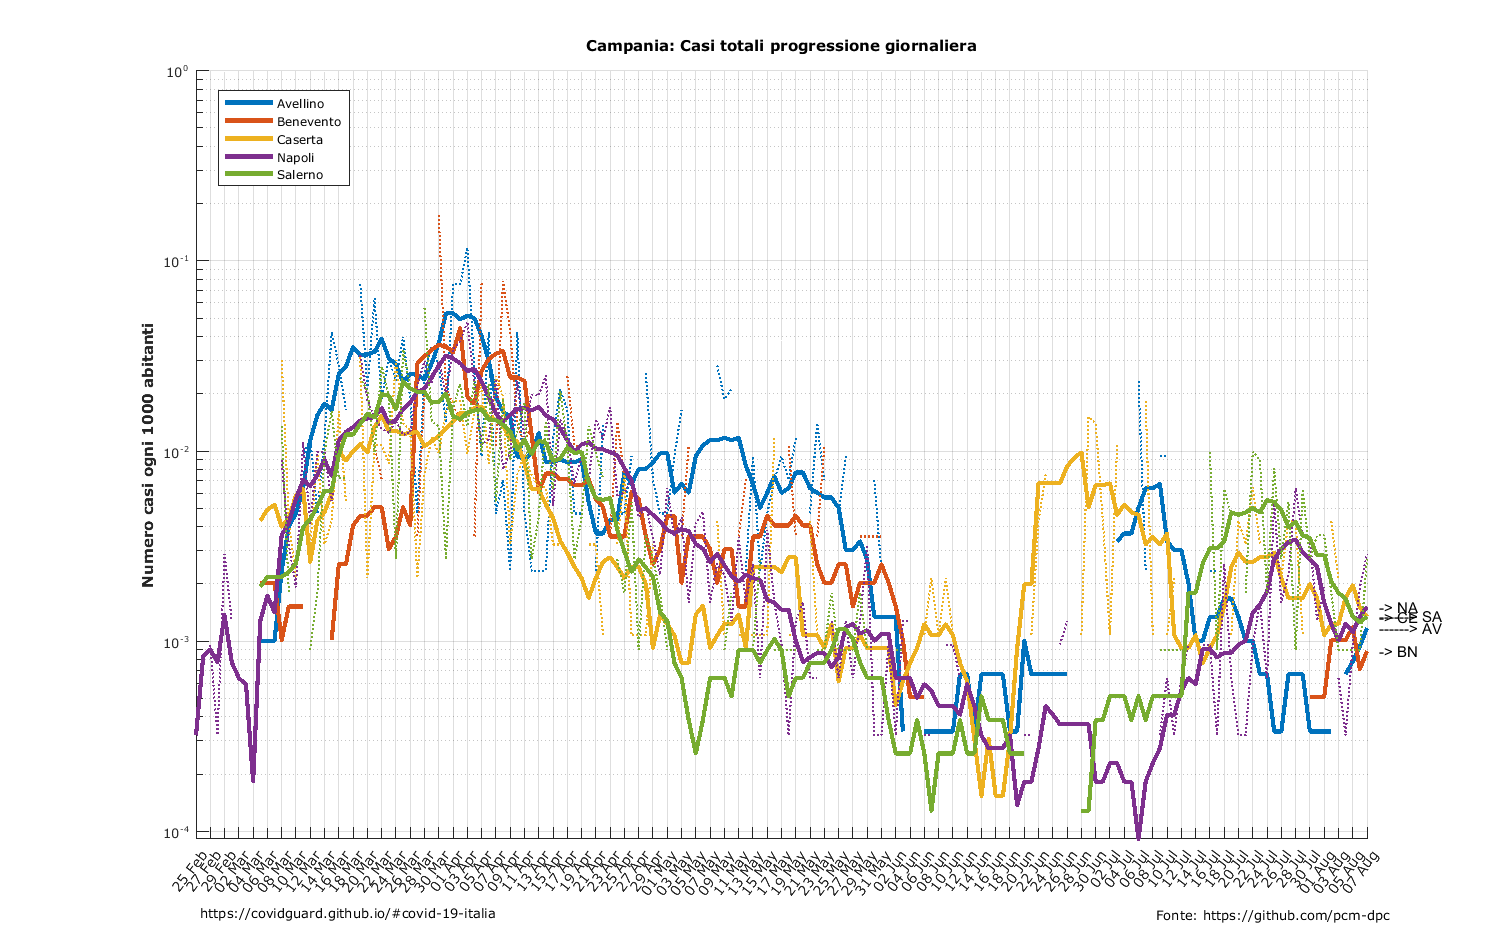 Campania: Casi totali progressione giornaliera
Numero casi ogni 1000 abitanti
10^0
10^-1
10^-2
10^-3
10^-4
Avellino
Benevento
Caserta
Napoli
Salerno
-> NA
-> CE SA
------> AV
-> BN
25 Feb
27 Feb
29 Feb
02 Mar
04 Mar
06 Mar
08 Mar
10 Mar
12 Mar
14 Mar
16 Mar
18 Mar
20 Mar
22 Mar
24 Mar
26 Mar
28 Mar
30 Mar
01 Apr
03 Apr
05 Apr
07 Apr
09 Apr
11 Apr
13 Apr
15 Apr
17 Apr
19 Apr
21 Apr
23 Apr
25 Apr
27 Apr
29 Apr
01 May
03 May
05 May
07 May
09 May
11 May
13 May
15 May
17 May
19 May
21 May
23 May
25 May
27 May
29 May
31 May
02 Jun
04 Jun
06 Jun
08 Jun
10 Jun
12 Jun
14 Jun
16 Jun
18 Jun
20 Jun
22 Jun
24 Jun
26 Jun
28 Jun
30 Jun
02 Jul
04 Jul
06 Jul
08 Jul
10 Jul
12 Jul
14 Jul
16 Jul
18 Jul
20 Jul
22 Jul
24 Jul
26 Jul
28 Jul
30 Jul
01 Aug
03 Aug
05 Aug
07 Aug
https://covidguard.github.io/#covid-19-italia
Fonte: https://github.com/pcm-dpc